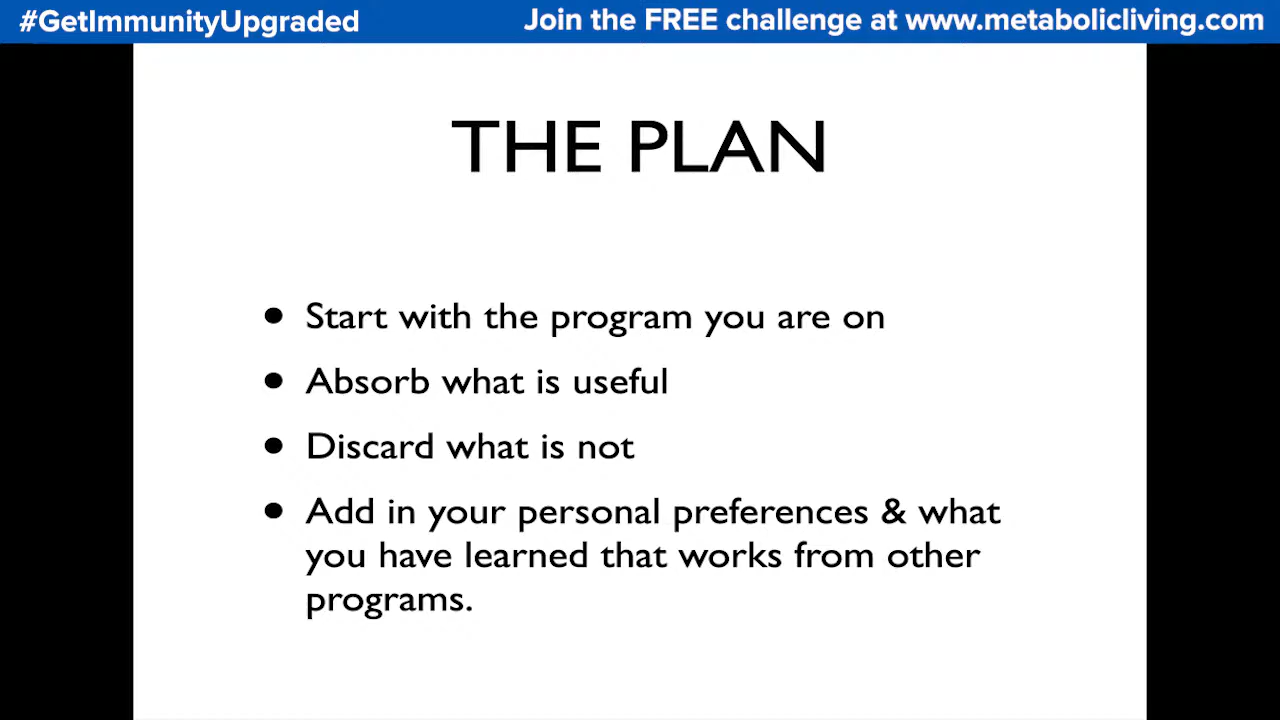 #GetImmunityUpgraded
Join the FREE challenge at www.metabolicliving.com
THE PLAN
• Start with the program you are on
• Absorb what is useful
• Discard what is not
• Add in your personal preferences & what
you have learned that works from other
programs.